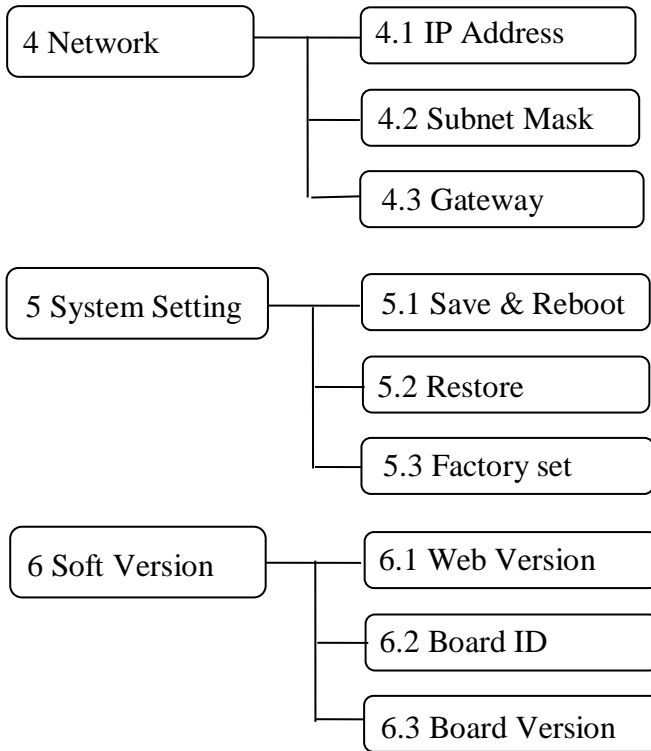 4 Network
4.1 IP Address
4.2 Subnet Mask
4.3 Gateway
5 System Setting
5.1 Save & Reboot
5.2 Restore
5.3 Factory set
6 Soft Version
6.1 Web Version
6.2 Board ID
6.3 Board Version